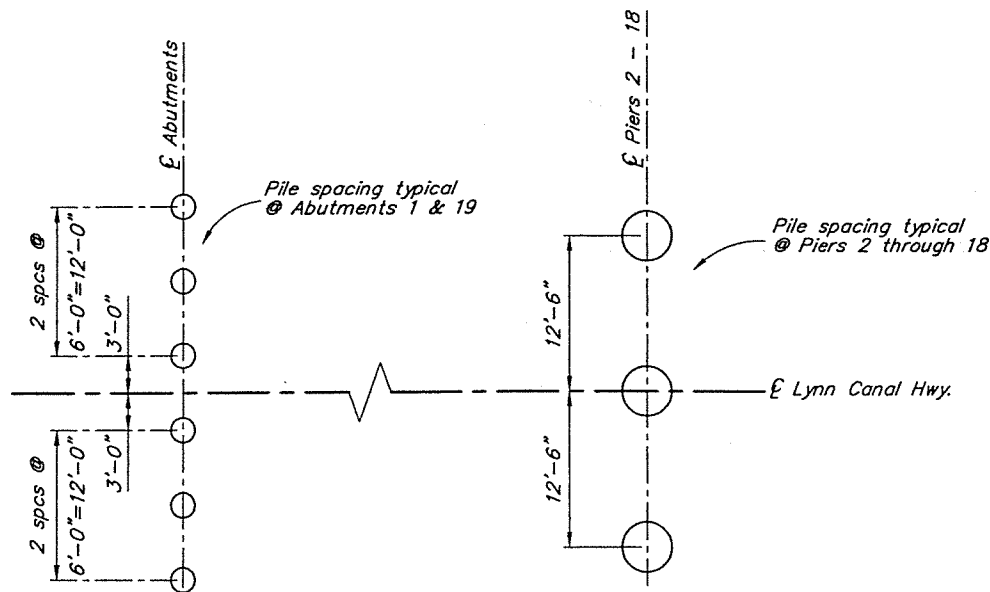 ℄ Abutments
℄ Piers 2 - 18
Pile spacing typical
@ Abutments 1 & 19
Pile spacing typical
@ Piers 2 through 18
2 spcs @
6'-0"=12'-0"
3'-0"
12'-6"
℄ Lynn Canal Hwy.
2 spcs @
6'-0"=12'-0"
3'-0"
12'-6"